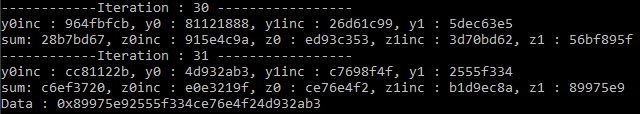 ------------Iteration : 30 -----------------
y0inc : 964fbfcb, y0 : 81121888, y1inc : 26d61c99, y1 : 5dec63e5
sum: 28b7bd67, z0inc : 915e4c9a, z0 : ed93c353, z1inc : 3d70bd62, z1 : 56bf895f
------------Iteration : 31 -----------------
y0inc : cc81122b, y0 : 4d932ab3, y1inc : c7698f4f, y1 : 2555f334
sum: c6ef3720, z0inc : e0e3219f, z0 : ce76e4f2, z1inc : b1d9ec8a, z1 : 89975e9
Data : 0x89975e92555f334ce76e4f24d932ab3